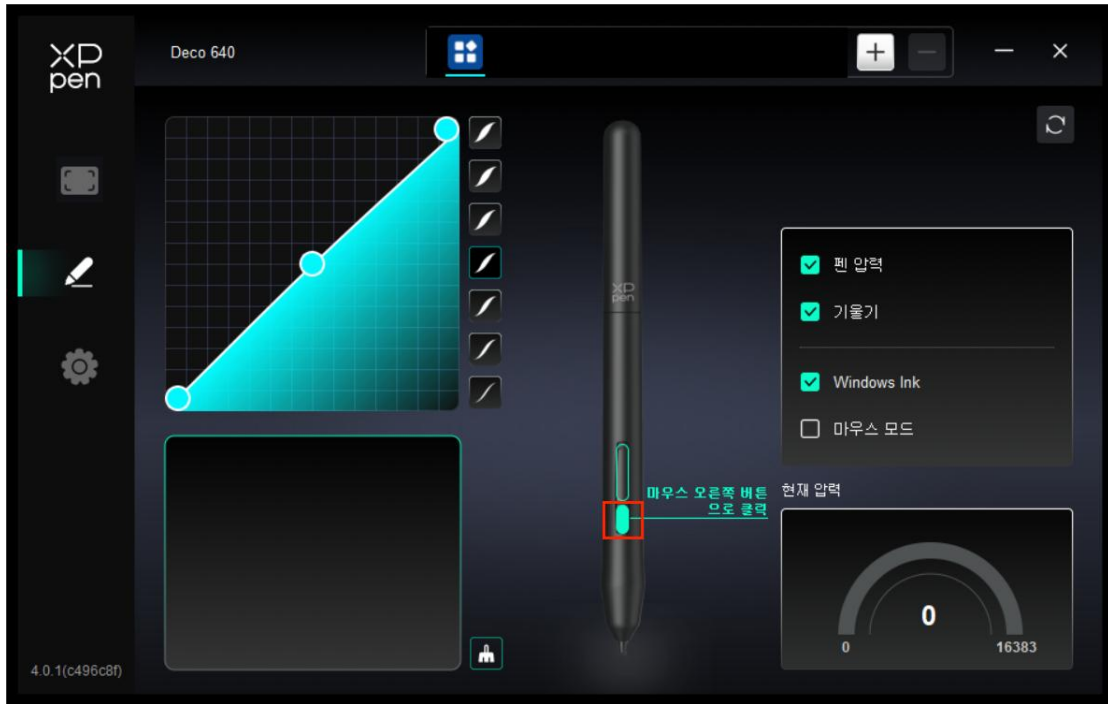 XP
pen
Deco 640
XP
pen
펜 압력
기울기
Windows Ink
마우스 모드
마우스 오른쪽 버튼
으로 클릭
현재 압력
0
0
16383
4.0.1(c496c8f)